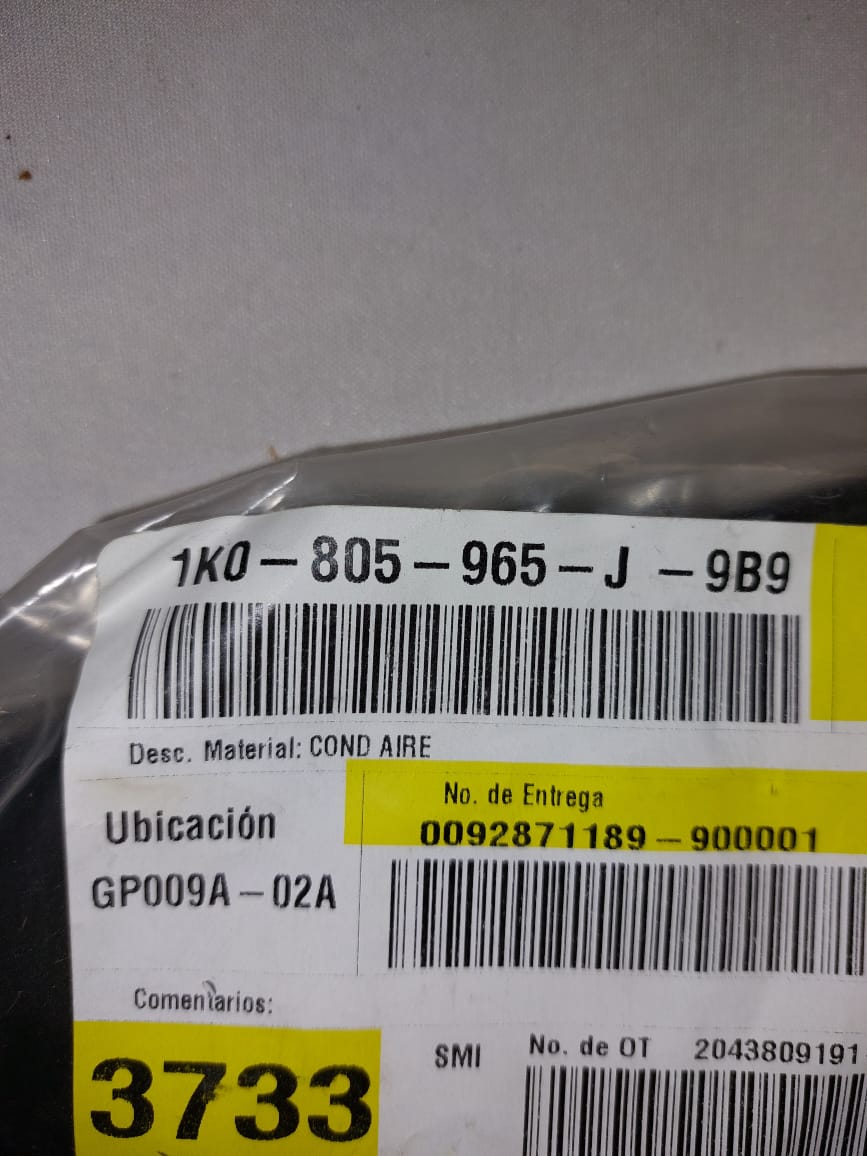 1K0-805-965-J -9B9
Desc. Material: COND AIRE
No. de Entrega
0092871189-900001
Ubicación
GP009A-02A
Comentarios:
3733
SMI No. de OT 2043809191